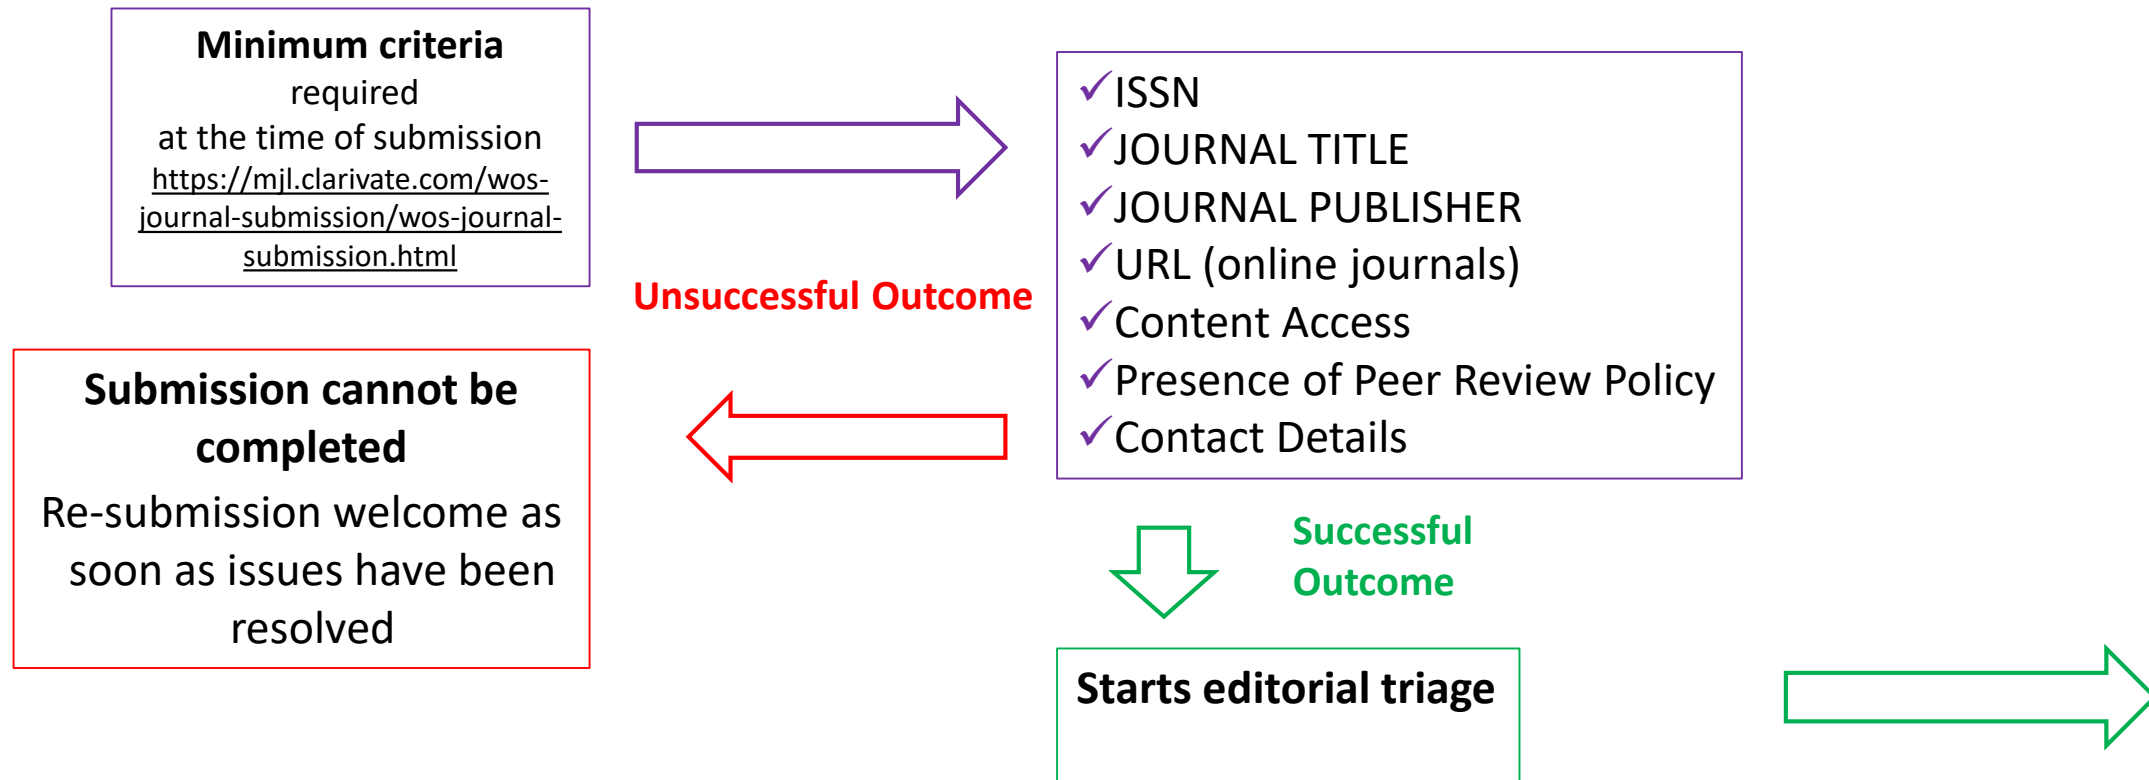 Minimum criteria
required
at the time of submission
https://mjl.clarivate.com/wos-
journal-submission/wos-journal-
submission.html
✓ISSN
✓JOURNAL TITLE
✓JOURNAL PUBLISHER
✓URL (online journals)
✓Content Access
✓Presence of Peer Review Policy
✓Contact Details
Unsuccessful Outcome
Submission cannot be
completed
Re-submission welcome as
soon as issues have been
resolved
Successful
Outcome
Starts editorial triage